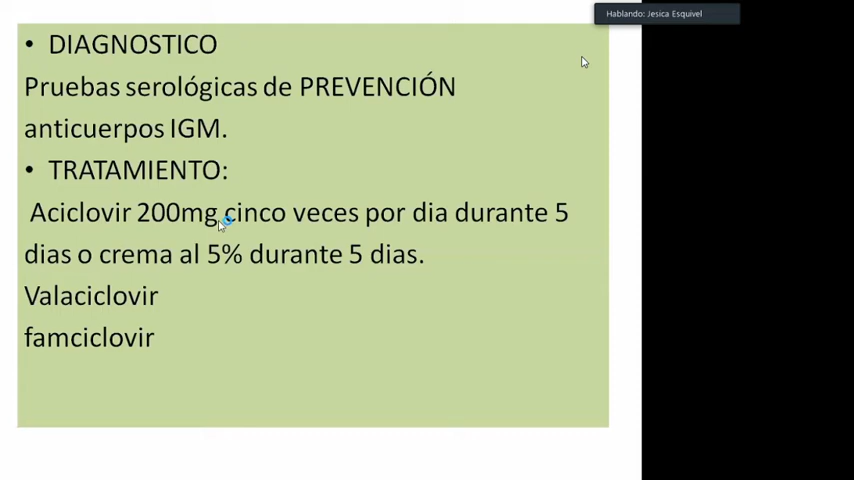 Hablando: Jesica Esquivel
• DIAGNOSTICO
Pruebas serológicas de PREVENCIÓN
anticuerpos IGM.
• TRATAMIENTO:
Aciclovir 200mg cinco veces por dia durante 5
dias o crema al 5% durante 5 dias.
Valaciclovir
famciclovir